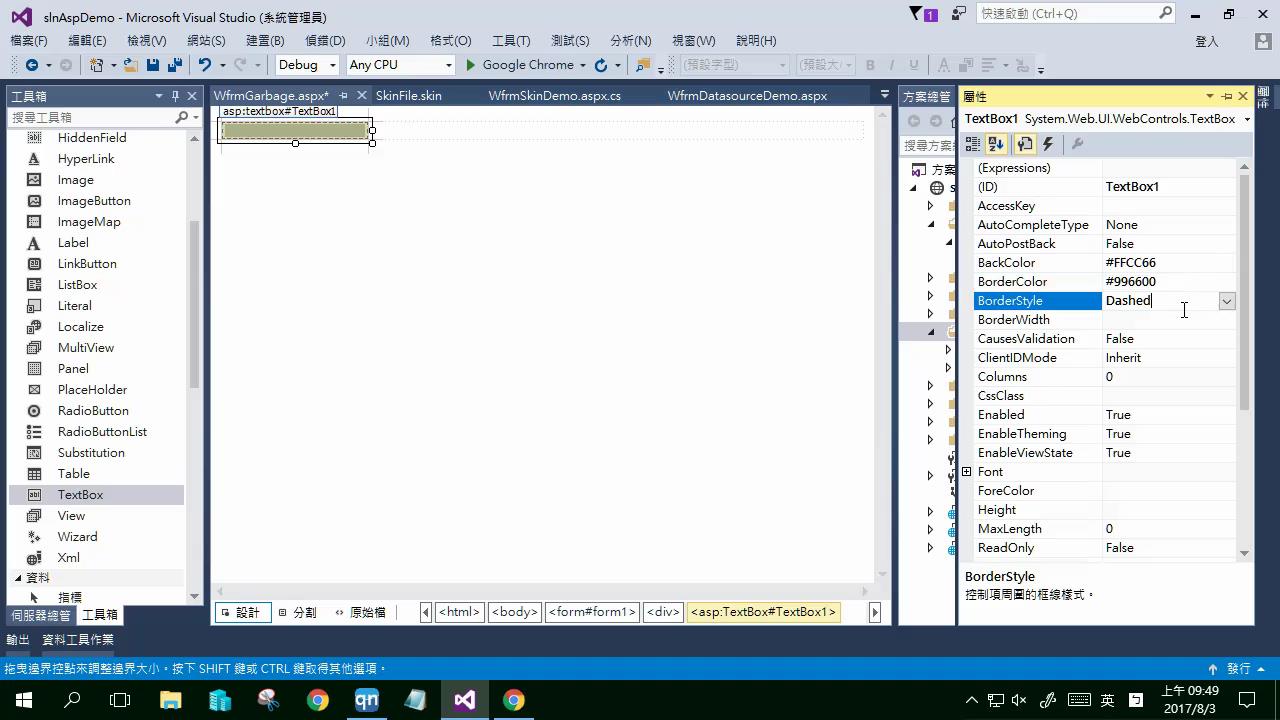 slnAspDemo - Microsoft Visual Studio (系統管理員)
1
快速啟動 (Ctrl+Q)
檔案(F) 編輯(E) 檢視(V) 網站(S) 建置(B) 偵錯(D) 小組(M) 格式(O) 工具(T) 測試(S) 分析(N) 視窗(W) 說明(H)
登入
Debug Any CPU Google Chrome (預設字型) (預設大小) B I U A
工具箱
搜尋工具箱
HiddenField
HyperLink
Image
ImageButton
ImageMap
Label
LinkButton
ListBox
Literal
Localize
MultiView
Panel
PlaceHolder
RadioButton
RadioButtonList
Substitution
Table
TextBox
View
Wizard
Xml
資料
指標
伺服器總管 工具箱
WfrmGarbage.aspx* SkinFile.skin WfrmSkinDemo.aspx.cs WfrmDatasourceDemo.aspx
asp:textbox#TextBox1
設計 分割 原始檔 <html> <body> <form#form1> <div> <asp:TextBox#TextBox1>
方案總管
搜尋方案
方案
屬性
TextBox1 System.Web.UI.WebControls.TextBox
(Expressions)
(ID) TextBox1
AccessKey
AutoCompleteType None
AutoPostBack False
BackColor #FFCC66
BorderColor #996600
BorderStyle Dashed
BorderWidth
CausesValidation False
ClientIDMode Inherit
Columns 0
CssClass
Enabled True
EnableTheming True
EnableViewState True
Font
ForeColor
Height
MaxLength 0
ReadOnly False
BorderStyle
控制項周圍的框線樣式。
輸出 資料工具作業
拖曳邊界控點來調整邊界大小。按下 SHIFT 鍵或 CTRL 鍵取得其他選項。
發行
qn
英
上午 09:49
2017/8/3